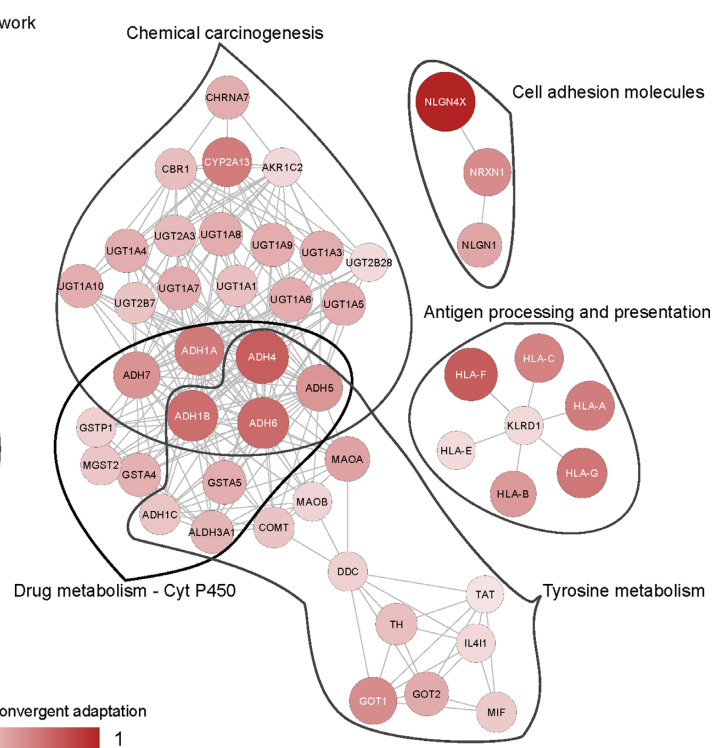 work
Chemical carcinogenesis
Cell adhesion molecules
CHRNA7
NLGN4X
CBR1
CYP2A13
AKR1C2
NRXN1
UGT1A4
UGT2A3
UGT1A8
UGT1A9
UGT1A3
UGT2B28
NLGN1
UGT1A10
UGT2B7
UGT1A7
UGT1A1
UGT1A6
UGT1A5
Antigen processing and presentation
ADH7
ADH1A
ADH4
ADH5
HLA-F
HLA-C
HLA-A
GSTP1
ADH1B
ADH6
KLRD1
HLA-E
HLA-G
HLA-B
MGST2
GSTA4
GSTA5
MAOA
MAOB
ADH1C
ALDH3A1
COMT
DDC
Drug metabolism - Cyt P450
Tyrosine metabolism
TAT
TH
IL4I1
GOT1
GOT2
MIF
onvergent adaptation
1